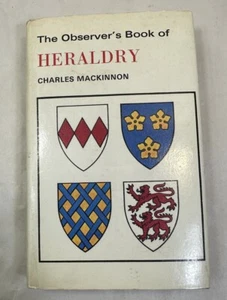 The Observer's Book of
HERALDRY
CHARLES MACKINNON